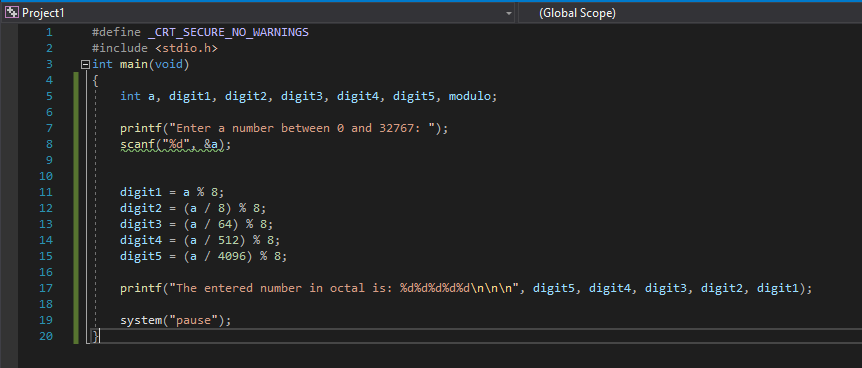 Project1 (Global Scope)
1 #define _CRT_SECURE_NO_WARNINGS
2 #include <stdio.h>
3 int main(void)
4 {
5 int a, digit1, digit2, digit3, digit4, digit5, modulo;
6
7 printf("Enter a number between 0 and 32767: ");
8 scanf("%d", &a);
9
10
11 digit1 = a % 8;
12 digit2 = (a / 8) % 8;
13 digit3 = (a / 64) % 8;
14 digit4 = (a / 512) % 8;
15 digit5 = (a / 4096) % 8;
16
17 printf("The entered number in octal is: %d%d%d%d%d\n\n\n", digit5, digit4, digit3, digit2, digit1);
18
19 system("pause");
20 }